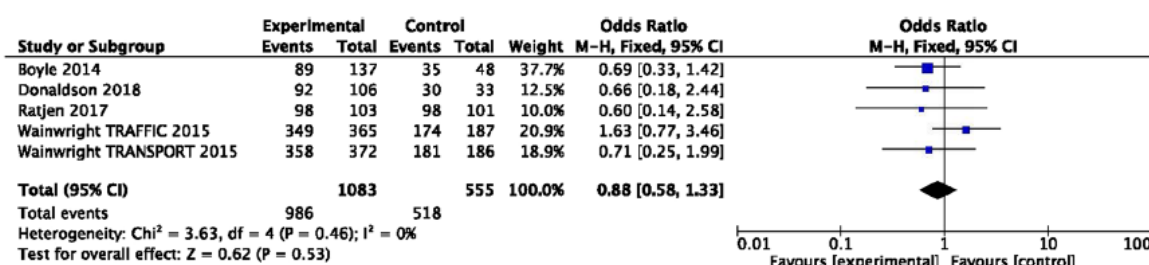 Experimental Control Odds Ratio Odds Ratio
Study or Subgroup Events Total Events Total Weight M-H, Fixed, 95% CI M-H, Fixed, 95% CI
Boyle 2014 89 137 35 48 37.7% 0.69 [0.33, 1.42]
Donaldson 2018 92 106 30 33 12.5% 0.66 [0.18, 2.44]
Ratjen 2017 98 103 98 101 10.0% 0.60 [0.14, 2.58]
Wainwright TRAFFIC 2015 349 365 174 187 20.9% 1.63 [0.77, 3.46]
Wainwright TRANSPORT 2015 358 372 181 186 18.9% 0.71 [0.25, 1.99]
Total (95% CI) 1083 555 100.0% 0.88 [0.58, 1.33]
Total events 986 518
Heterogeneity: Chi² = 3.63, df = 4 (P = 0.46); I² = 0%
Test for overall effect: Z = 0.62 (P = 0.53)
0.01 0.1 1 10 100
Favours [experimental] Favours [control]